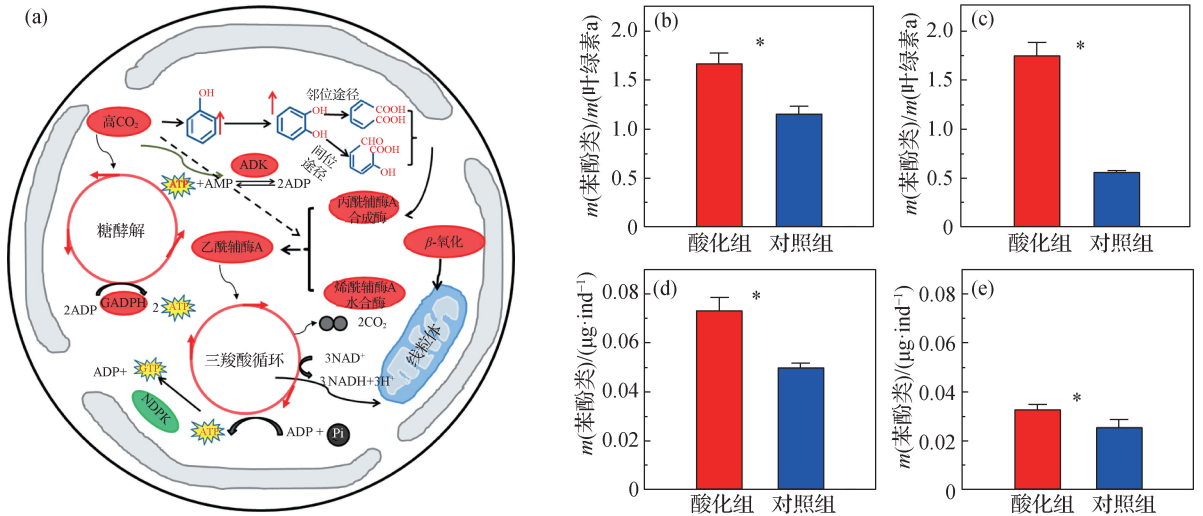 (a)
OH
高CO₂
邻位途径
OH
OH
COOH
COOH
间位
途径
CHO
COOH
OH
ADK
ATP
+AMP
2ADP
糖酵解
丙酰辅酶A
合成酶
乙酰辅酶A
β-氧化
烯酰辅酶A
水合酶
2ADP
GADPH
2
ATP
2CO₂
三羧酸循环
3NAD⁺
3NADH+3H⁺
线粒体
ADP+
NDPK
ATP
ADP +
Pi
(b)
m(苯酚类)/m(叶绿素a)
2.0
1.5
1.0
0.5
0
*
酸化组
对照组
(c)
m(苯酚类)/m(叶绿素a)
2.0
1.5
1.0
0.5
0
*
酸化组
对照组
(d)
m(苯酚类)/(μg·ind⁻¹)
0.08
0.06
0.04
0.02
0
*
酸化组
对照组
(e)
m(苯酚类)/(μg·ind⁻¹)
0.08
0.06
0.04
0.02
0
*
酸化组
对照组